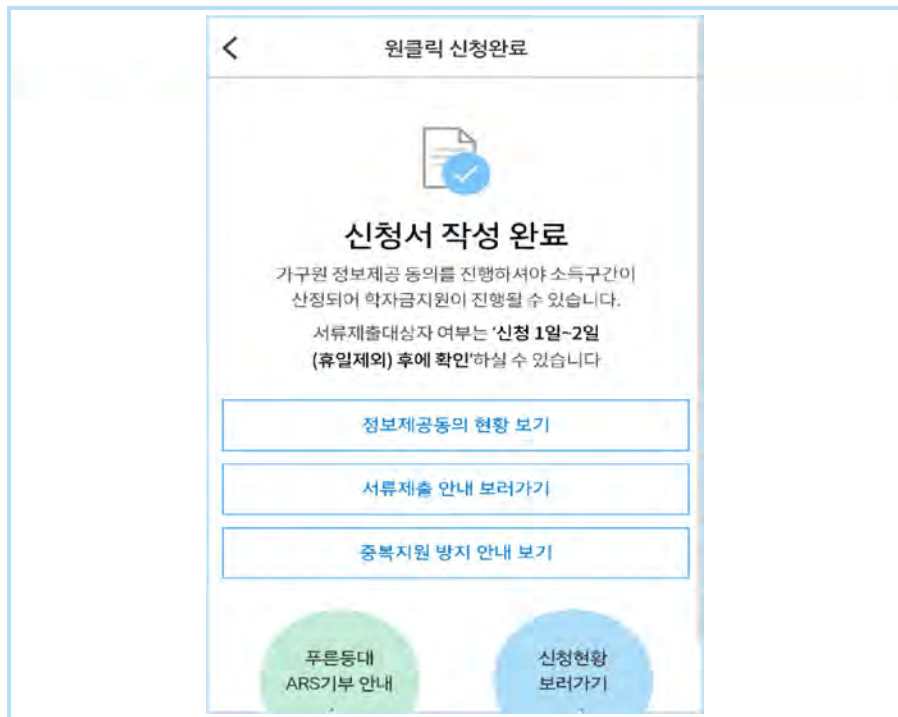 원클릭 신청완료
신청서 작성 완료
가구원 정보제공 동의를 진행하셔야 소득구간이
산정되어 학자금지원이 진행될 수 있습니다.
서류제출대상자 여부는 '신청 1일~2일
(휴일제외) 후에 확인'하실 수 있습니다
정보제공동의 현황 보기
서류제출 안내 보러가기
중복지원 방지 안내 보기
푸른등대
ARS기부 안내
신청현황
보러가기